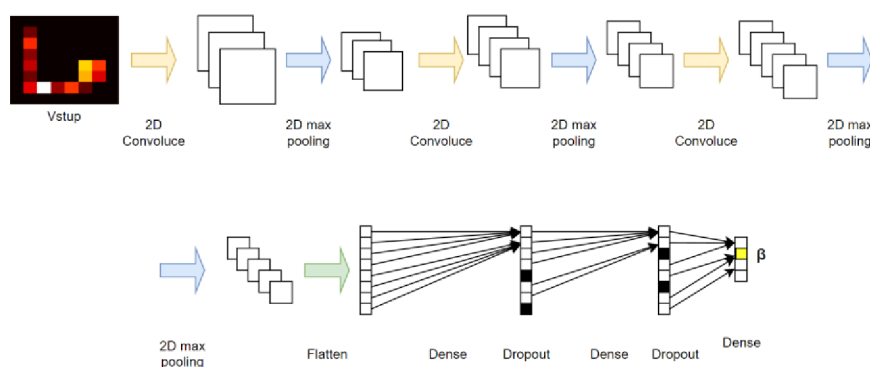 Vstup
2D
Convoluce
2D max
pooling
2D
Convoluce
2D max
pooling
2D
Convoluce
2D max
pooling
β
2D max
pooling
Flatten
Dense
Dropout
Dense
Dropout
Dense